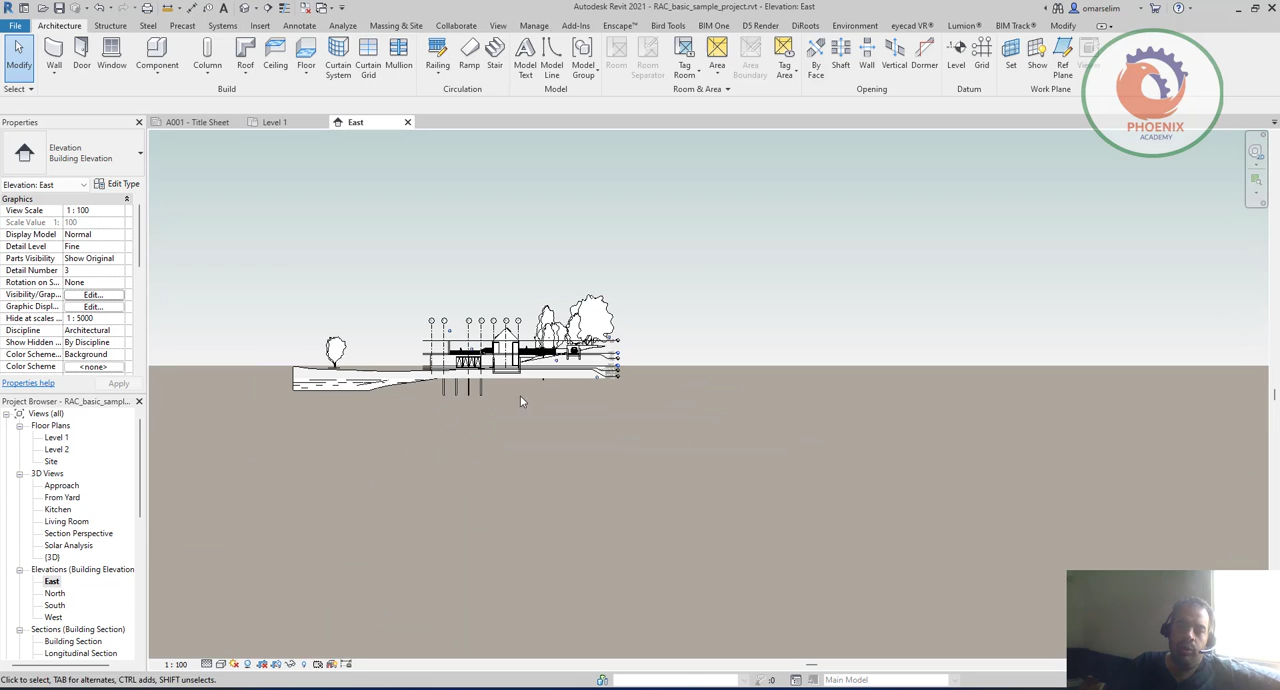 Autodesk Revit 2021 - RAC_basic_sample_project.rvt - Elevation: East
omarselim
File Architecture Structure Steel Precast Systems Insert Annotate Analyze Massing & Site Collaborate View Manage Add-Ins Enscape™ Bird Tools BIM One D5 Render DiRoots Environment eyecad VR® Lumion® BIM Track® Modify
Modify Wall Door Window Component Column Roof Ceiling Floor Curtain System Curtain Grid Mullion Railing Ramp Stair Model Text Model Line Model Group Room Room Separator Tag Room Area Area Boundary Tag Area By Face Shaft Wall Vertical Dormer Level Grid Set Show Ref Plane
Select Build Circulation Model Room & Area Opening Datum Work Plane
PHOENIX
ACADEMY
Properties A001 - Title Sheet Level 1 East
Elevation
Building Elevation
Elevation: East Edit Type
Graphics
View Scale 1 : 100
Scale Value 1: 100
Display Model Normal
Detail Level Fine
Parts Visibility Show Original
Detail Number 3
Rotation on S... None
Visibility/Grap... Edit...
Graphic Displ... Edit...
Hide at scales ... 1 : 5000
Discipline Architectural
Show Hidden ... By Discipline
Color Scheme... Background
Color Scheme <none>
Properties help Apply
Project Browser - RAC_basic_sampl...
Views (all)
Floor Plans
Level 1
Level 2
Site
3D Views
Approach
From Yard
Kitchen
Living Room
Section Perspective
Solar Analysis
{3D}
Elevations (Building Elevation
East
North
South
West
Sections (Building Section)
Building Section
Longitudinal Section
1 : 100
Click to select, TAB for alternates, CTRL adds, SHIFT unselects.
:0
Main Model